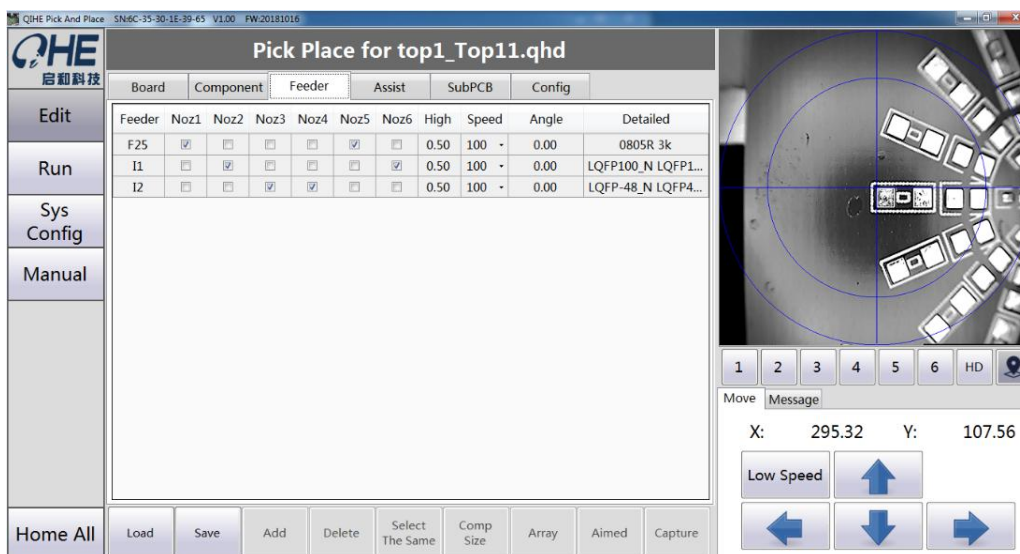 QIHE Pick And Place SN:6C-35-30-1E-39-65 V1.00 FW:20181016
QiHE
启和科技
Pick Place for top1_Top11.qhd
Board Component Feeder Assist SubPCB Config
Edit
Run
Sys
Config
Manual
Home All
Feeder Noz1 Noz2 Noz3 Noz4 Noz5 Noz6 High Speed Angle Detailed
F25 0.50 100 0.00 0805R 3k
I1 0.50 100 0.00 LQFP100_N LQFP1...
I2 0.50 100 0.00 LQFP-48_N LQFP4...
Load Save Add Delete Select The Same Comp Size Array Aimed Capture
1 2 3 4 5 6 HD
Move Message
X: 295.32 Y: 107.56
Low Speed